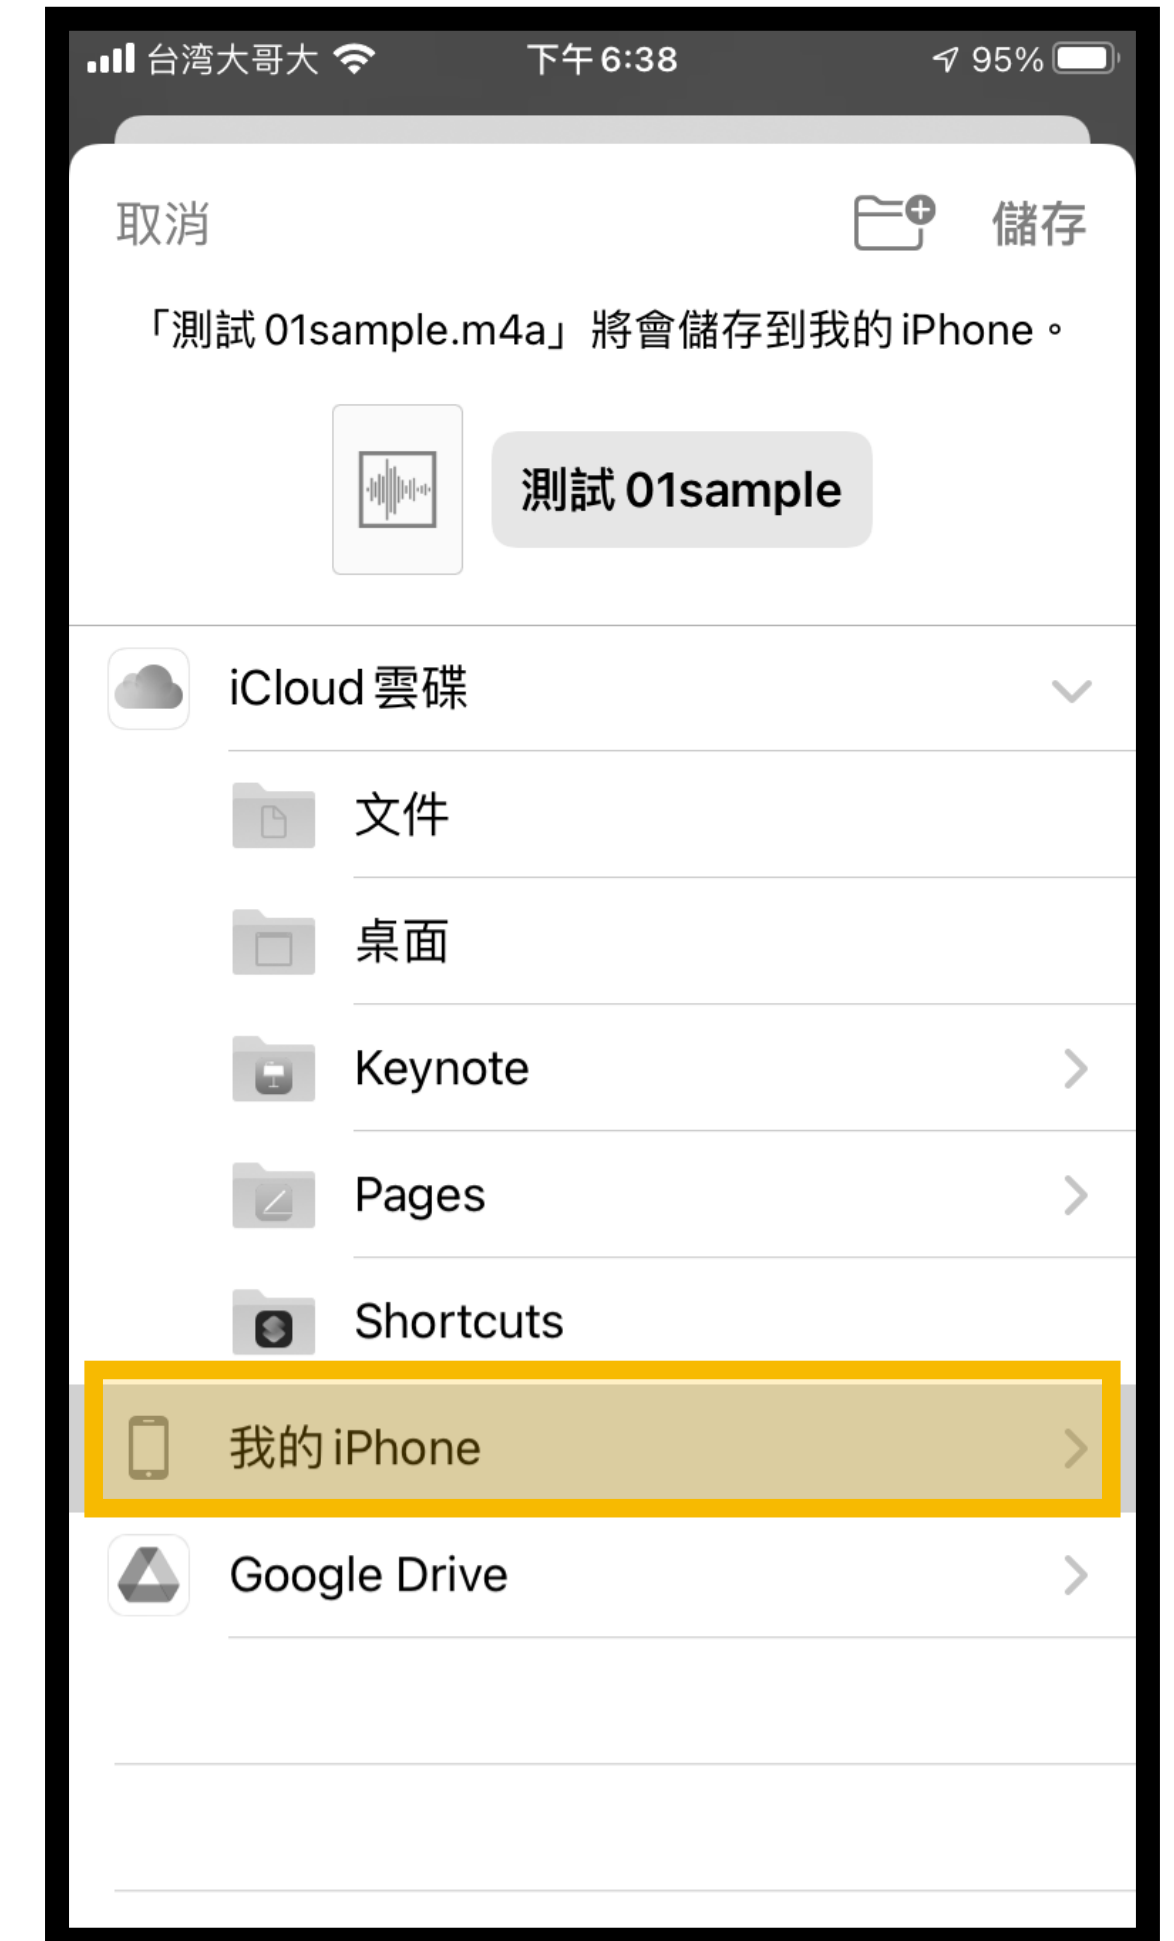 台湾大哥大 下午6:38 95%
取消 儲存
「測試 01sample.m4a」將會儲存到我的 iPhone。
測試 01sample
iCloud 雲碟
文件
桌面
Keynote
Pages
Shortcuts
我的 iPhone
Google Drive